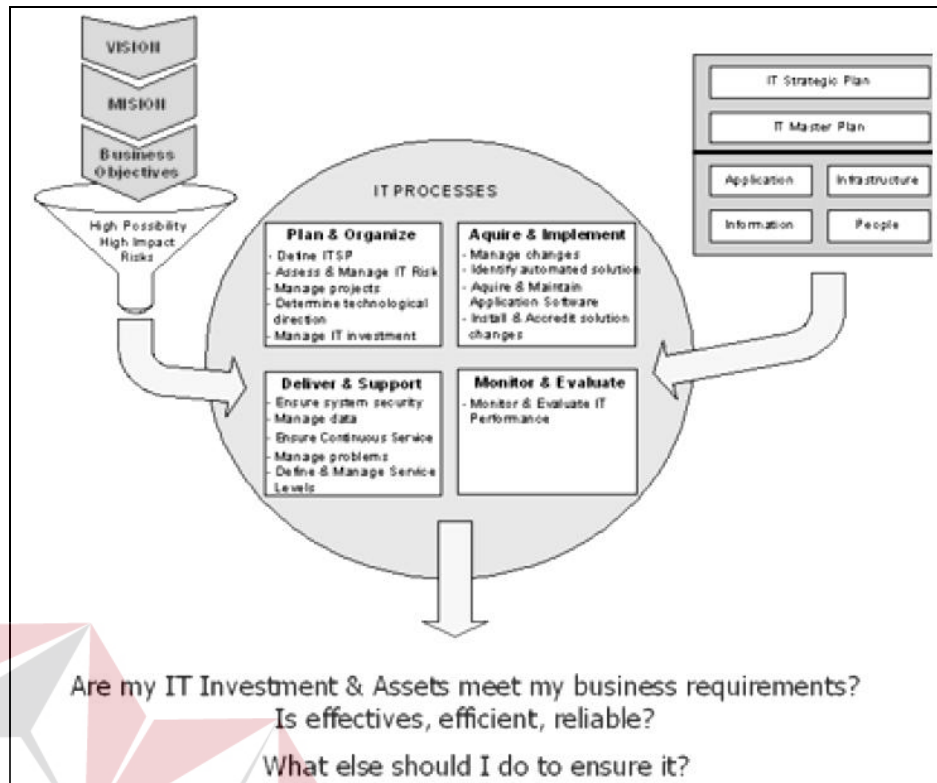 VISION
MISION
Business
Objectives
High Possibility
High Impact
Risks
IT Strategic Plan
IT Master Plan
Application
Infrastructure
Information
People
IT PROCESSES
Plan & Organize
- Define ITSP
- Assess & Manage IT Risk
- Manage projects
- Determine technological
direction
- Manage IT investment
Aquire & Implement
- Manage changes
- Identify automated solution
- Aquire & Maintain
Application Software
- Install & Accredit solution
changes
Deliver & Support
- Ensure system security
- Manage data
- Ensure Continuous Service
- Manage problems
- Define & Manage Service
Levels
Monitor & Evaluate
- Monitor & Evaluate IT
Performance
Are my IT Investment & Assets meet my business requirements?
Is effectives, efficient, reliable?
What else should I do to ensure it?